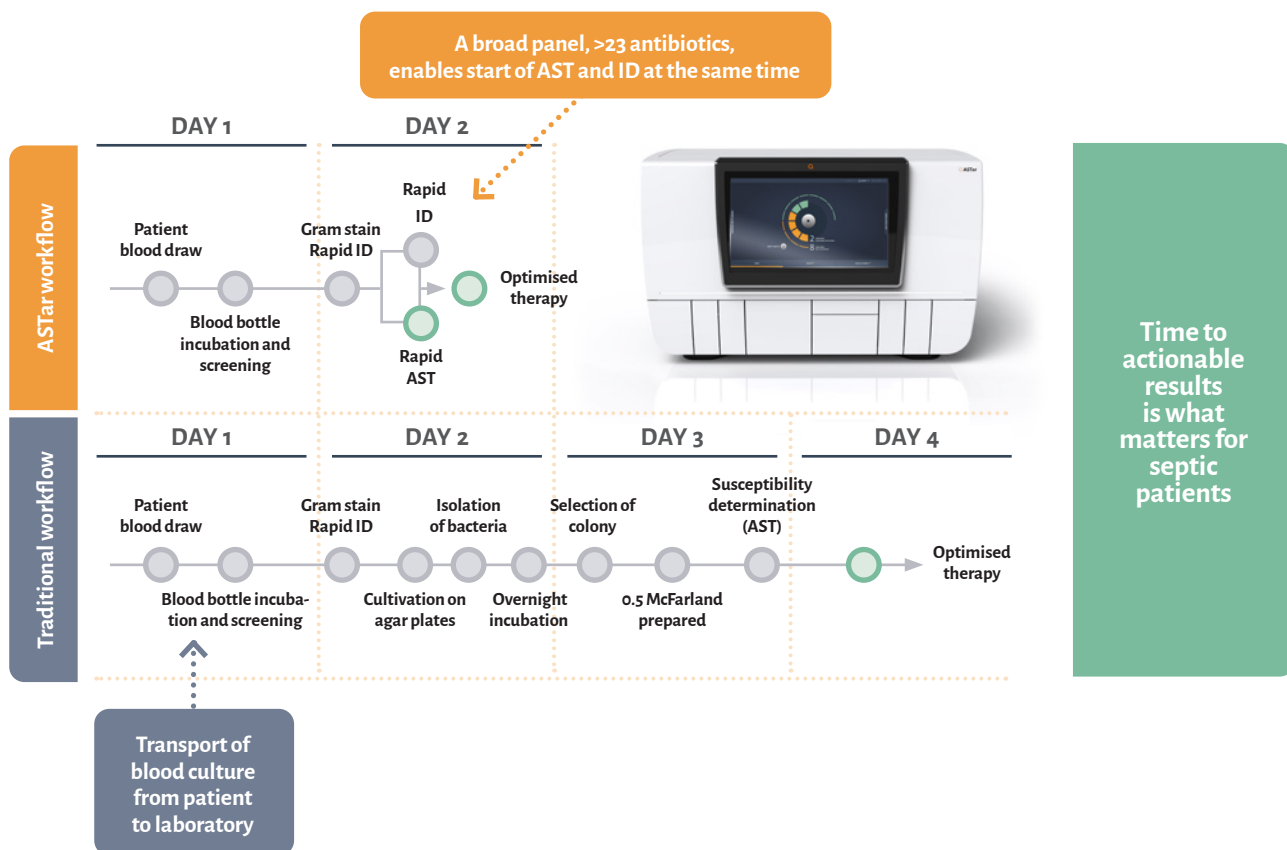 A broad panel, >23 antibiotics,
enables start of AST and ID at the same time
DAY 1
DAY 2
ASTar workflow
Patient
blood draw
Blood bottle
incubation and
screening
Gram stain
Rapid ID
Rapid
ID
Rapid
AST
Optimised
therapy
ASTar
2
8
Time to
actionable
results
is what
matters for
septic
patients
DAY 1
DAY 2
DAY 3
DAY 4
Traditional workflow
Patient
blood draw
Blood bottle incuba-
tion and screening
Gram stain
Rapid ID
Cultivation on
agar plates
Isolation
of bacteria
Overnight
incubation
Selection of
colony
0.5 McFarland
prepared
Susceptibility
determination
(AST)
Optimised
therapy
Transport of
blood culture
from patient
to laboratory